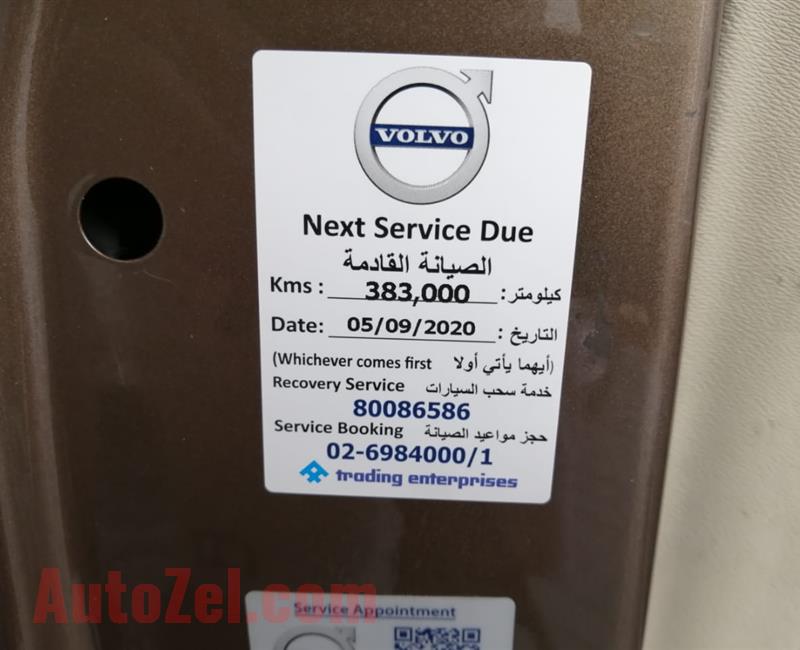 VOLVO
Next Service Due
الصيانة القادمة
Kms : 383,000 كيلومتر:
Date: 05/09/2020 التاريخ :
(Whichever comes first أيهما يأتي أولا)
Recovery Service خدمة سحب السيارات
80086586
Service Booking حجز مواعيد الصيانة
02-6984000/1
trading enterprises
AutoZel.com
Service Appointment